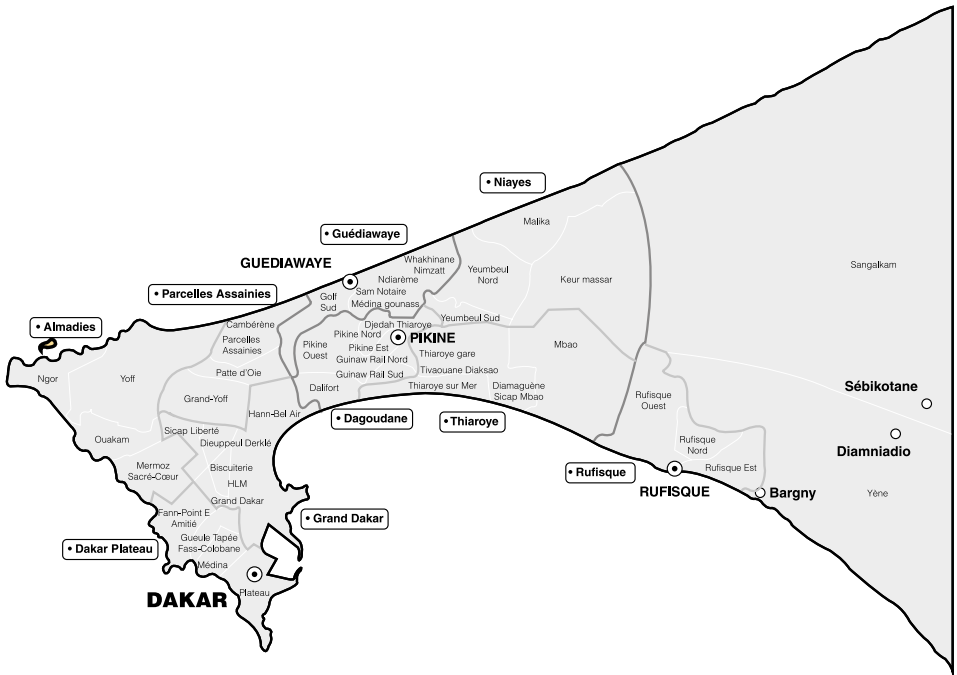 • Niayes
Malika
• Guédiawaye
Whakhinane
Nimzatt
GUEDIAWAYE
Yeumbeul
Nord
Sangalkam
Ndiarème
Keur massar
Sam Notaire
• Parcelles Assainies
Golf
Sud
Médina gounass
Yeumbeul Sud
• Almadies
Cambérène
Djedah Thiaroye
Pikine Nord
PIKINE
Parcelles
Assainies
Pikine
Ouest
Pikine Est
Mbao
Guinaw Rail Nord
Thiaroye gare
Ngor
Yoff
Patte d'Oie
Guinaw Rail Sud
Tivaouane Diaksao
Dalifort
Thiaroye sur Mer
Diamaguène
Sicap Mbao
Sébikotane
Grand-Yoff
Rufisque
Ouest
Hann-Bel Air
• Dagoudane
• Thiaroye
Sicap Liberté
Ouakam
Dieuppeul Derklé
Rufisque
Nord
Diamniadio
Mermoz
Sacré-Cœur
Biscuiterie
• Rufisque
Rufisque Est
HLM
RUFISQUE
Bargny
Yène
Grand Dakar
Fann-Point E
Amitié
• Grand Dakar
Gueule Tapée
Fass-Colobane
• Dakar Plateau
Médina
Plateau
DAKAR